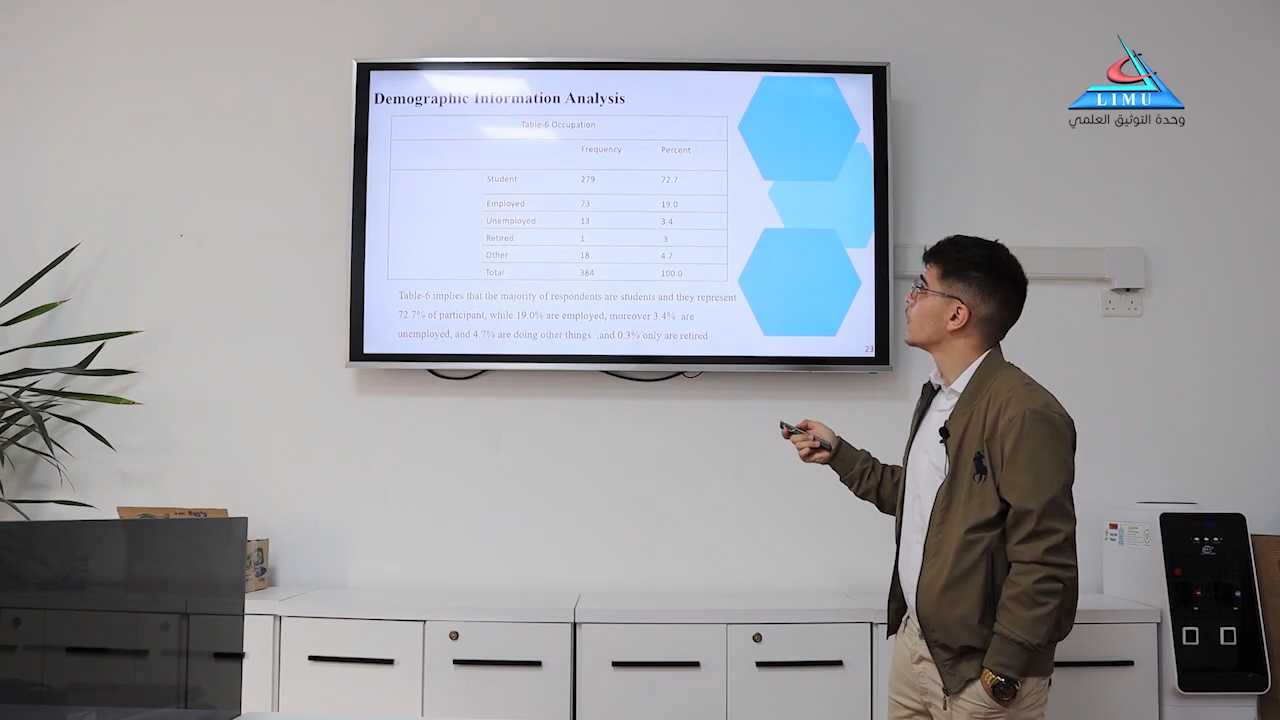 Demographic Information Analysis
Table-6 Occupation
Frequency Percent
Student 279 72.7
Employed 73 19.0
Unemployed 13 3.4
Retired 1 3
Other 18 4.7
Total 384 100.0
Table-6 implies that the majority of respondents are students and they represent
72.7% of participant, while 19.0% are employed, moreover 3.4% are
unemployed, and 4.7% are doing other things ,and 0.3% only are retired
23
LIMU
وحدة التوثيق العلمي